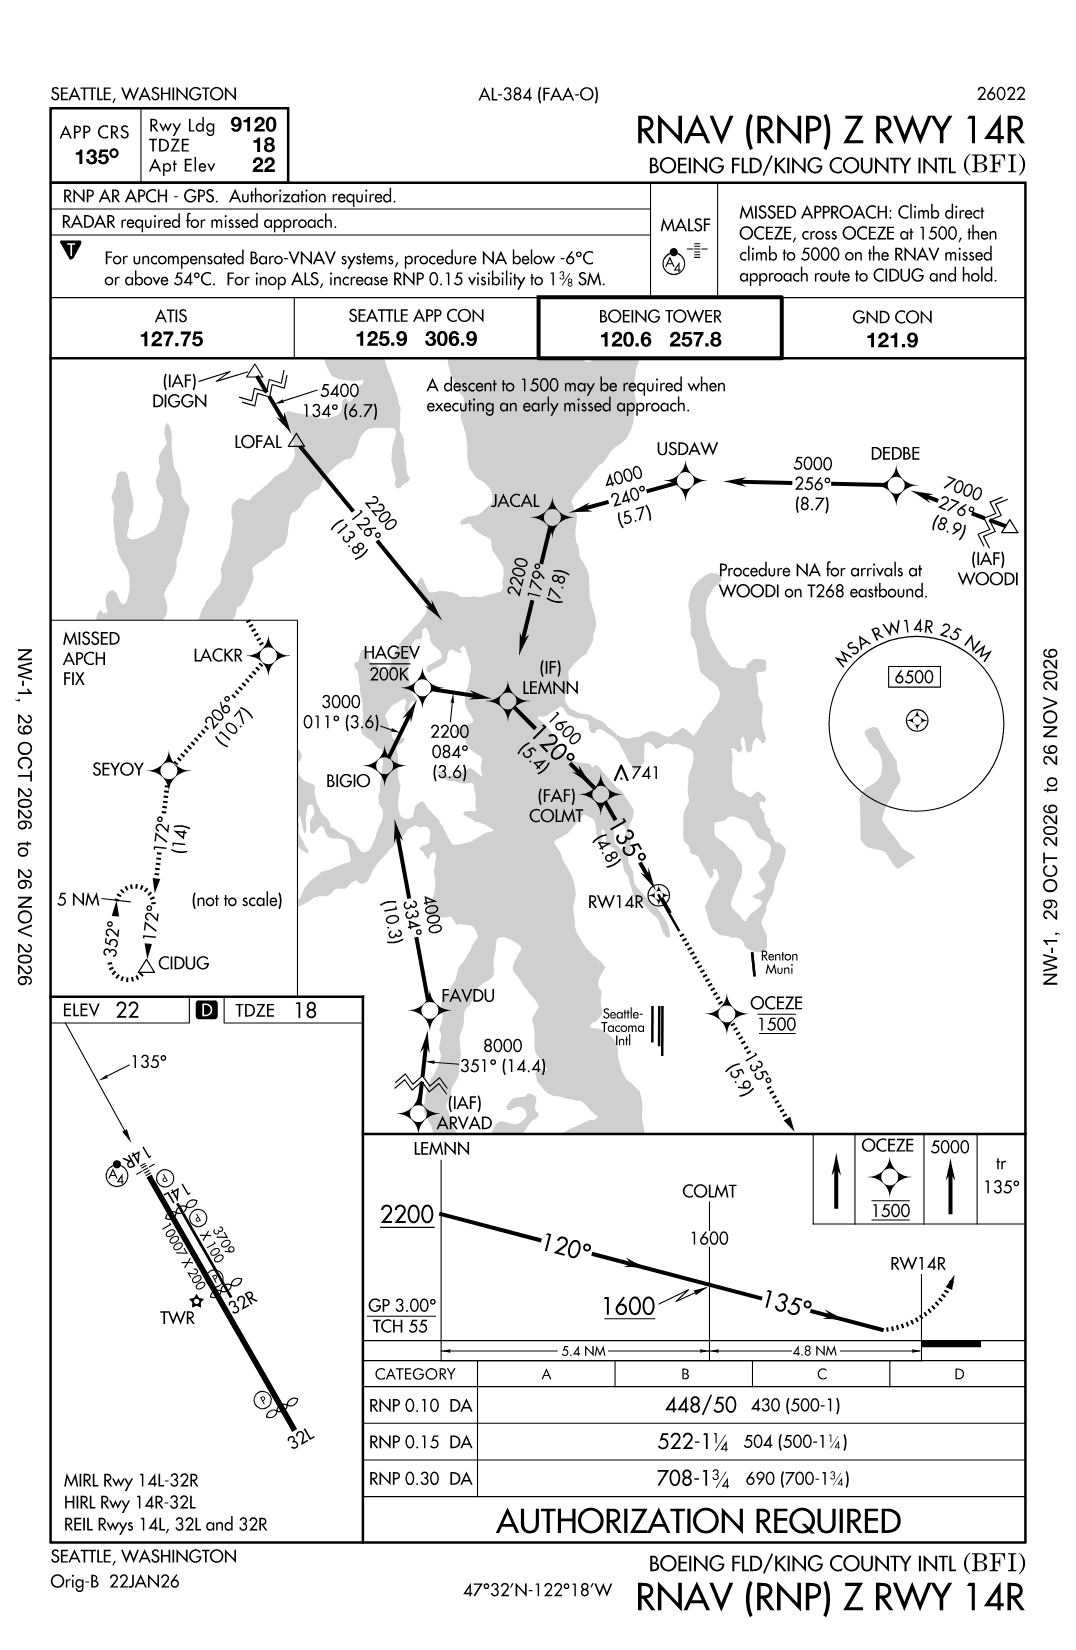 SEATTLE, WASHINGTON
AL-384 (FAA-O)
26022
RNAV (RNP) Z RWY 14R
BOEING FLD/KING COUNTY INTL (BFI)
APP CRS
135°
Rwy Ldg 9120
TDZE 18
Apt Elev 22
RNP AR APCH - GPS. Authorization required.
RADAR required for missed approach.
T
For uncompensated Baro-VNAV systems, procedure NA below -6°C
or above 54°C. For inop ALS, increase RNP 0.15 visibility to 1⅜ SM.
MALSF
A4
MISSED APPROACH: Climb direct
OCEZE, cross OCEZE at 1500, then
climb to 5000 on the RNAV missed
approach route to CIDUG and hold.
ATIS
127.75
SEATTLE APP CON
125.9 306.9
BOEING TOWER
120.6 257.8
GND CON
121.9
(IAF)
DIGGN
5400
134° (6.7)
LOFAL
2200
126°
(13.8)
A descent to 1500 may be required when
executing an early missed approach.
JACAL
4000
240°
(5.7)
USDAW
5000
256°
(8.7)
DEDBE
7000
276°
(8.9)
(IAF)
WOODI
2200
179°
(7.8)
Procedure NA for arrivals at
WOODI on T268 eastbound.
MSA RW14R 25 NM
6500
MISSED
APCH
FIX
LACKR
206°
(10.7)
SEYOY
172°
(14)
5 NM
352°
172°
(not to scale)
CIDUG
HAGEV
200K
(IF)
LEMNN
3000
011° (3.6)
2200
084°
(3.6)
BIGIO
1600
120°
(5.4)
741
(FAF)
COLMT
135°
(4.8)
RW14R
4000
334°
(10.3)
FAVDU
8000
351° (14.4)
(IAF)
ARVAD
Renton
Muni
Seattle-
Tacoma
Intl
OCEZE
1500
135°
(5.9)
ELEV 22
D
TDZE 18
135°
14R
A4
P
14L
P
3709
X 100
10007 X 200
P
32R
TWR
P
32L
MIRL Rwy 14L-32R
HIRL Rwy 14R-32L
REIL Rwys 14L, 32L and 32R
LEMNN
2200
120°
COLMT
1600
1600
135°
RW14R
GP 3.00°
TCH 55
5.4 NM
4.8 NM
OCEZE
1500
5000
tr
135°
CATEGORY A B C D
RNP 0.10 DA 448/50 430 (500-1)
RNP 0.15 DA 522-1¼ 504 (500-1¼)
RNP 0.30 DA 708-1¾ 690 (700-1¾)
AUTHORIZATION REQUIRED
SEATTLE, WASHINGTON
Orig-B 22JAN26
47°32'N-122°18'W
BOEING FLD/KING COUNTY INTL (BFI)
RNAV (RNP) Z RWY 14R
NW-1, 29 OCT 2026 to 26 NOV 2026
NW-1, 29 OCT 2026 to 26 NOV 2026